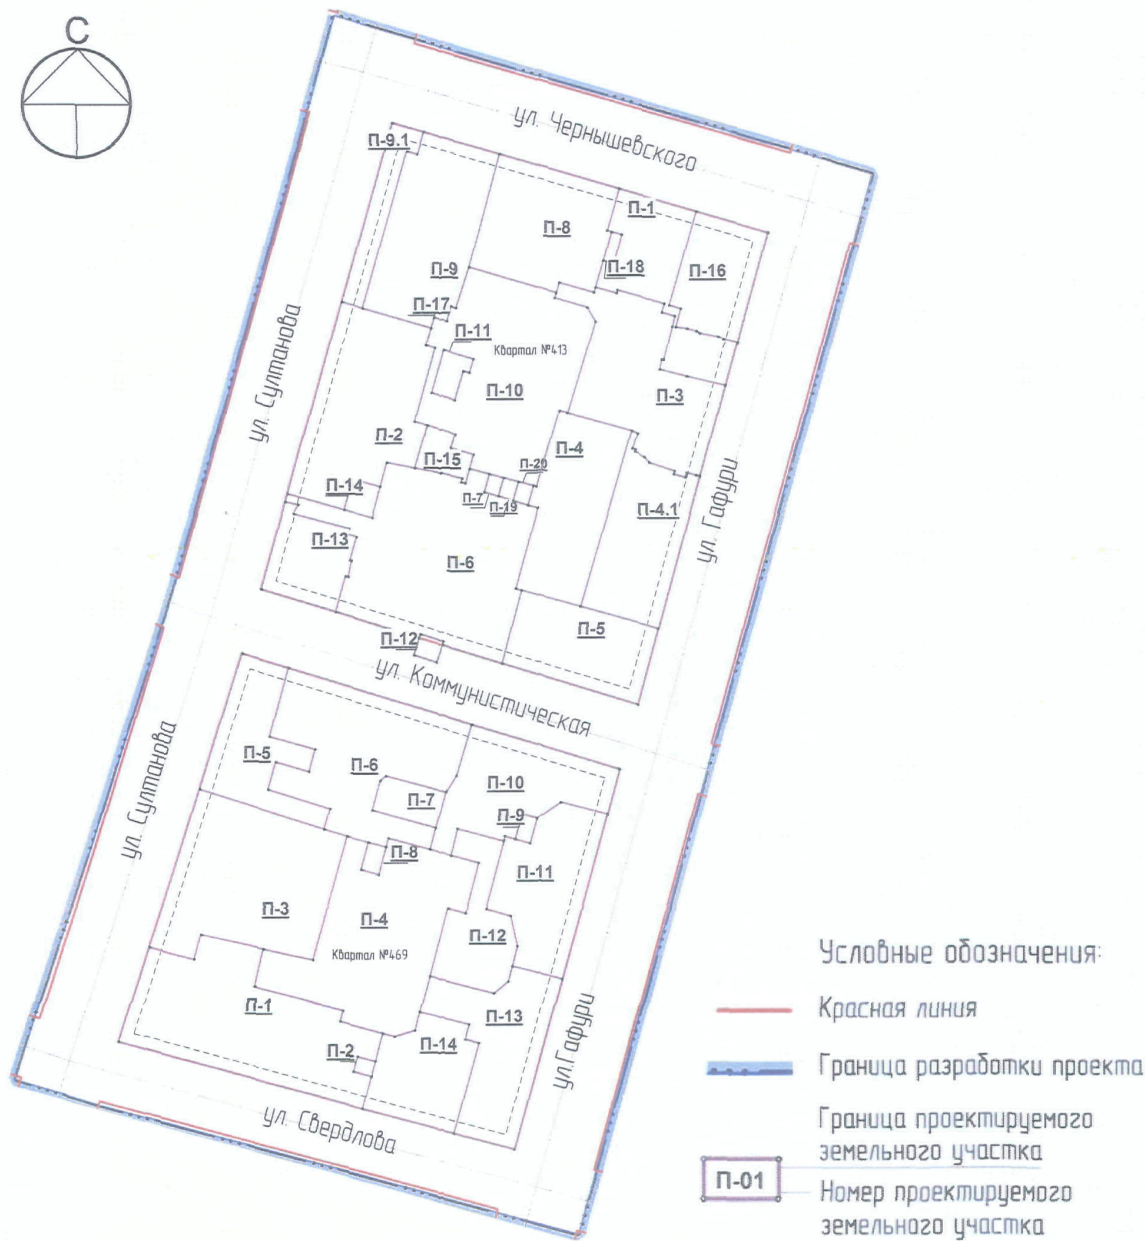 С
ул. Чернышевского
П-9.1
П-1
П-8
П-18
П-16
П-9
П-17
П-11
Квартал №413
П-10
П-3
ул. Султанова
П-2
П-4
П-15
П-20
П-14
П-7
П-19
П-4.1
ул. Гафури
П-13
П-6
П-5
П-12
ул. Коммунистическая
П-5
П-6
П-10
П-7
П-9
ул. Султанова
П-8
П-11
П-3
П-4
П-12
Квартал №469
П-1
П-13
П-14
П-2
ул.Гафури
ул. Свердлова
Условные обозначения:
Красная линия
Граница разработки проекта
Граница проектируемого
земельного участка
П-01
Номер проектируемого
земельного участка